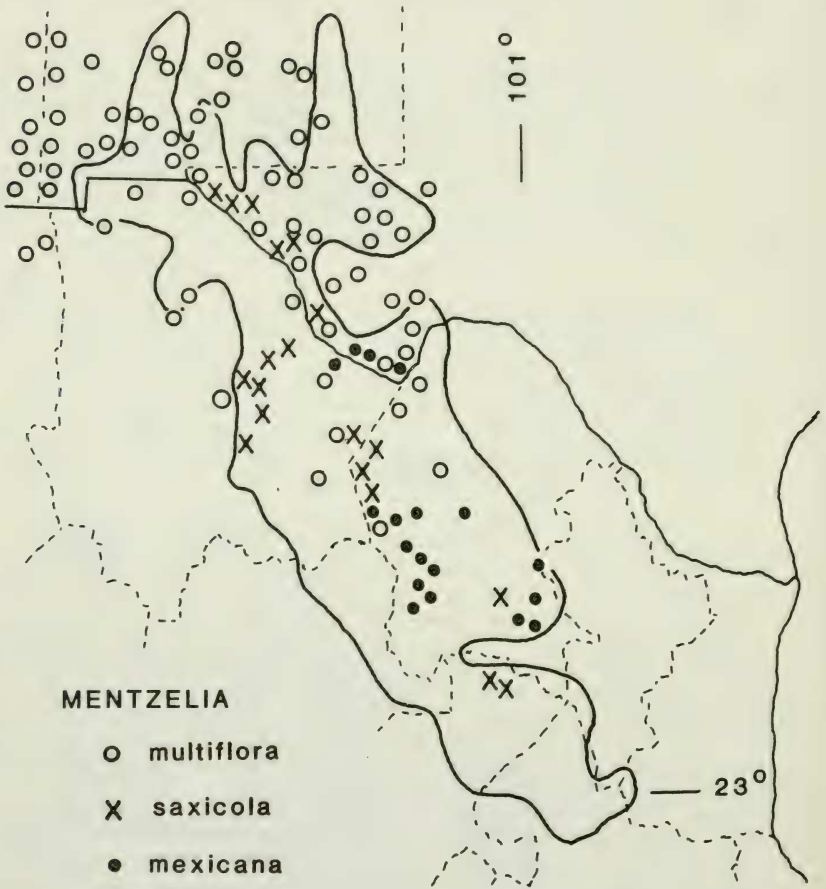 101°
MENTZELIA
o multiflora
x saxicola
● mexicana
23°